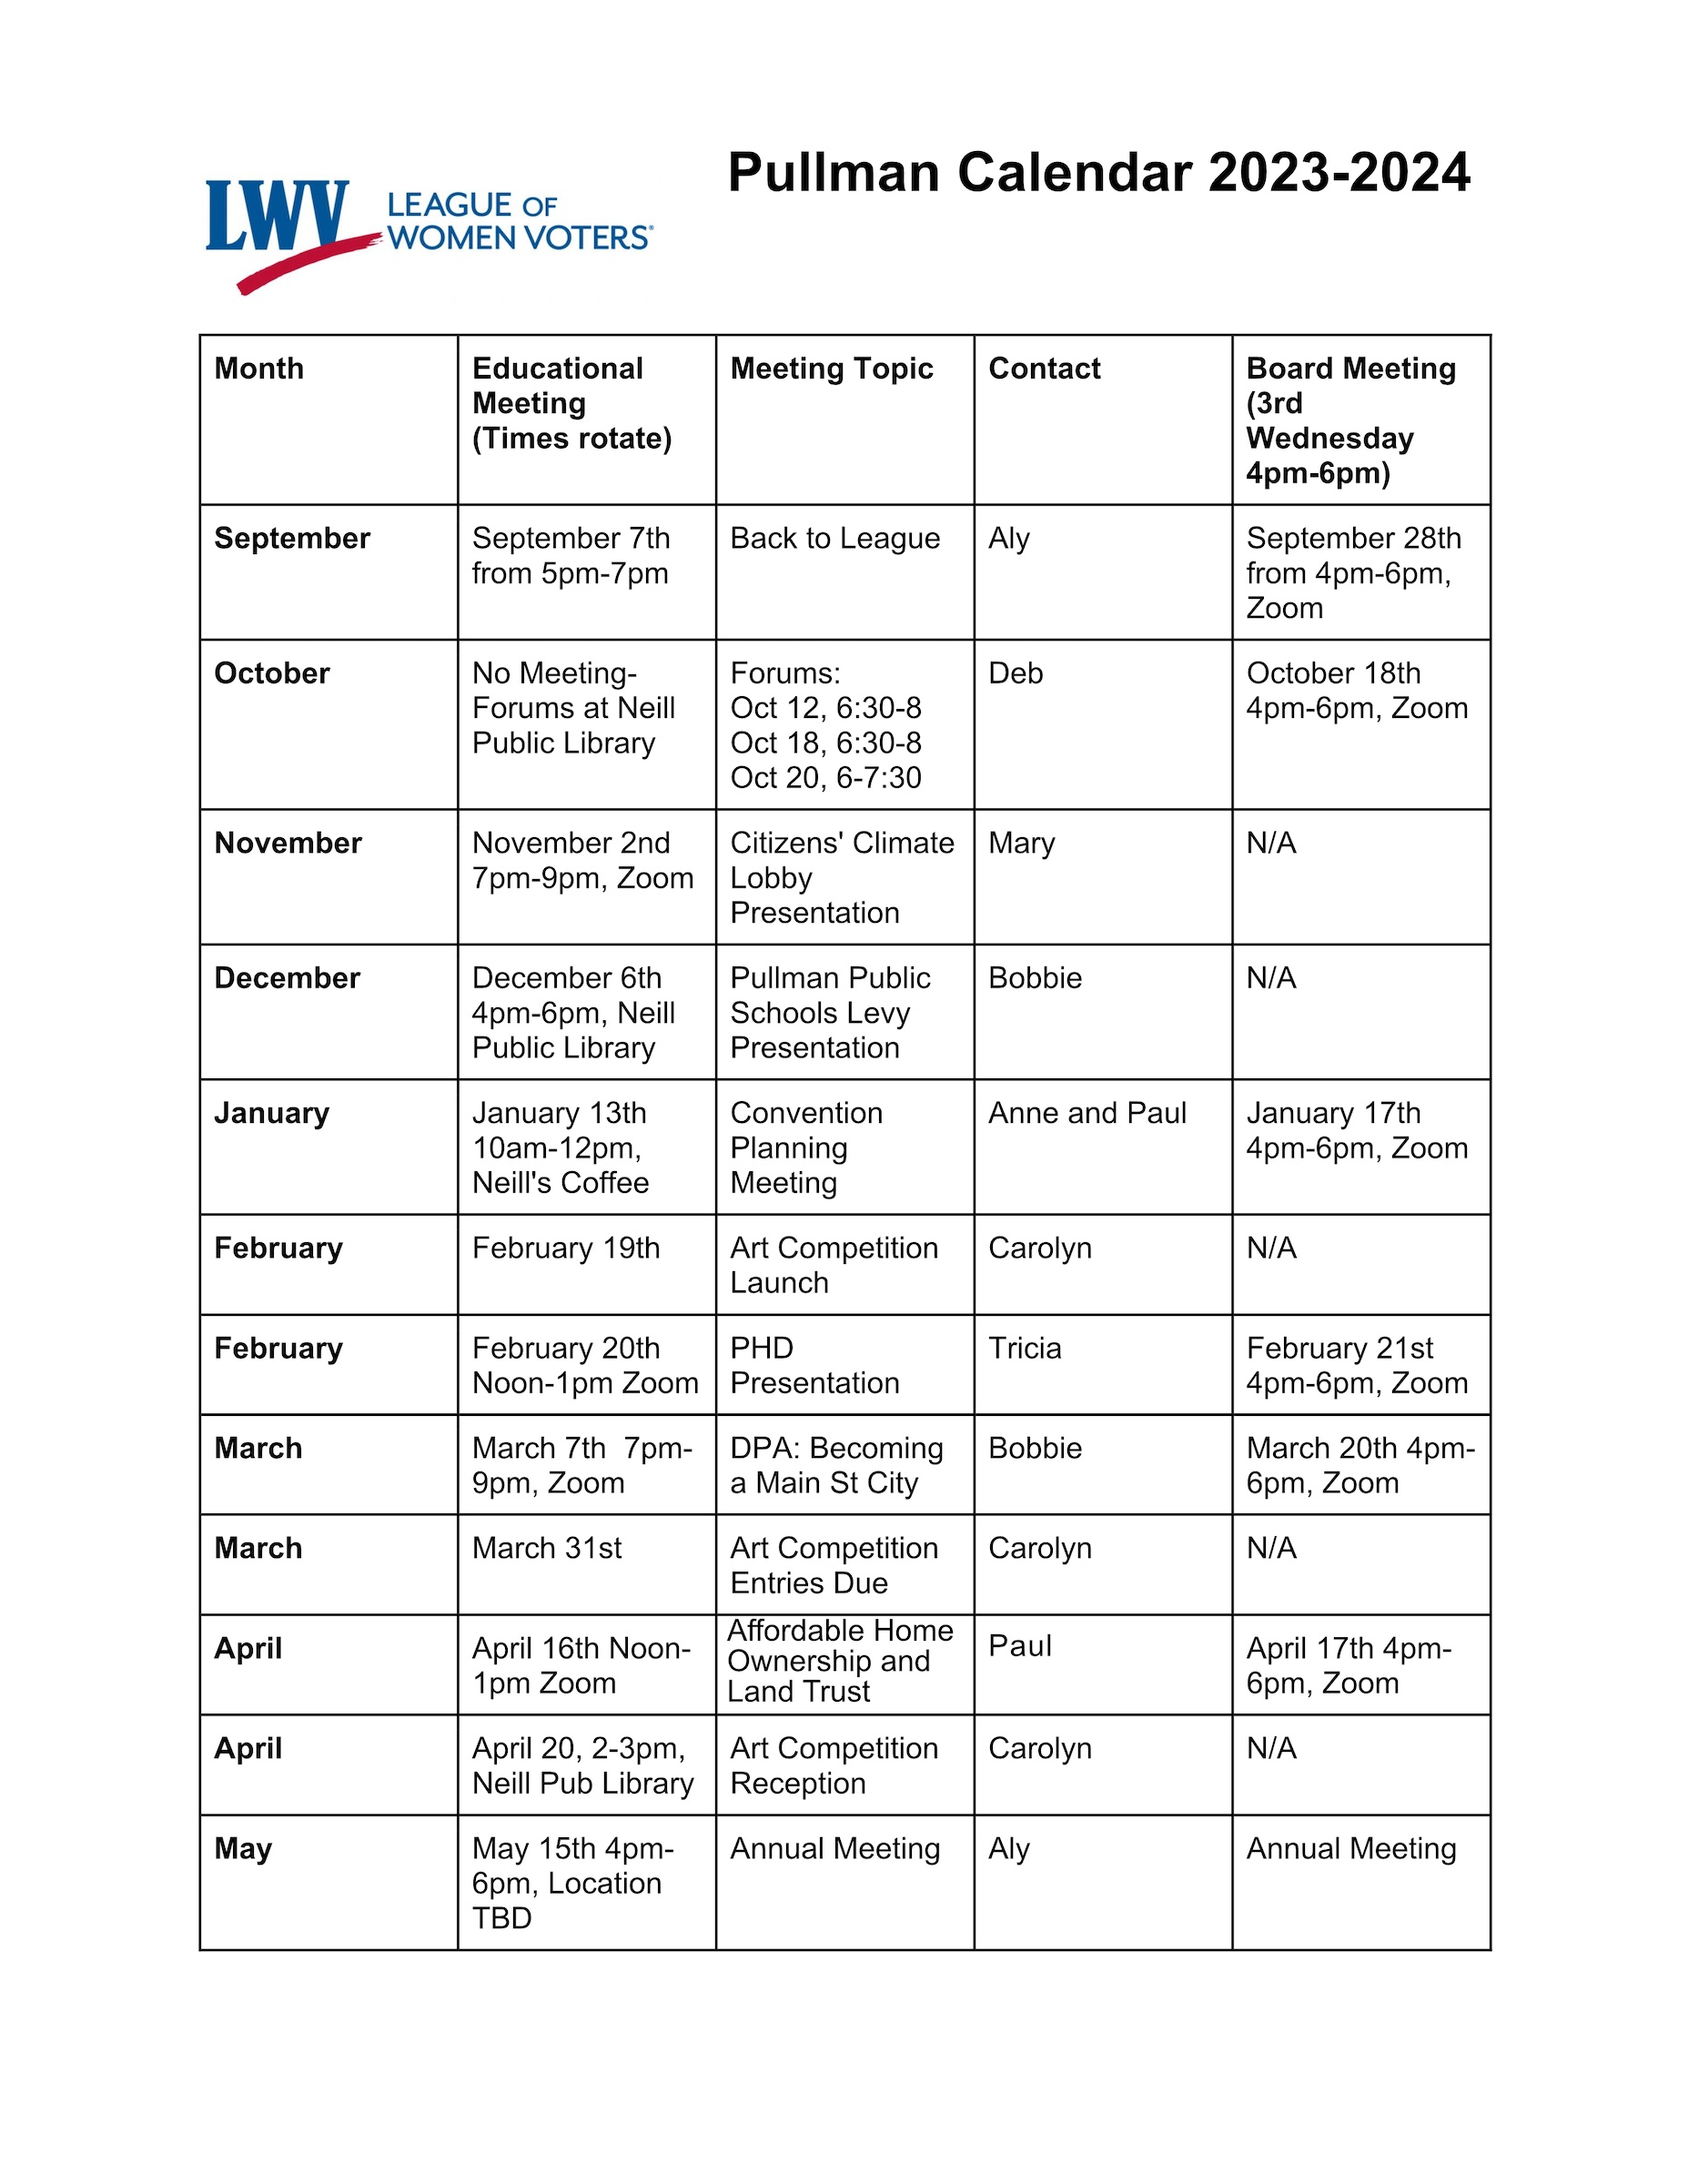 Pullman Calendar 2023-2024
LWV
LEAGUE OF
WOMEN VOTERS®
Month
Educational
Meeting
(Times rotate)
Meeting Topic
Contact
Board Meeting
(3rd
Wednesday
4pm-6pm)
September
September 7th
from 5pm-7pm
Back to League
Aly
September 28th
from 4pm-6pm,
Zoom
October
No Meeting-
Forums at Neill
Public Library
Forums:
Oct 12, 6:30-8
Oct 18, 6:30-8
Oct 20, 6-7:30
Deb
October 18th
4pm-6pm, Zoom
November
November 2nd
7pm-9pm, Zoom
Citizens' Climate
Lobby
Presentation
Mary
N/A
December
December 6th
4pm-6pm, Neill
Public Library
Pullman Public
Schools Levy
Presentation
Bobbie
N/A
January
January 13th
10am-12pm,
Neill's Coffee
Convention
Planning
Meeting
Anne and Paul
January 17th
4pm-6pm, Zoom
February
February 19th
Art Competition
Launch
Carolyn
N/A
February
February 20th
Noon-1pm Zoom
PHD
Presentation
Tricia
February 21st
4pm-6pm, Zoom
March
March 7th  7pm-
9pm, Zoom
DPA: Becoming
a Main St City
Bobbie
March 20th 4pm-
6pm, Zoom
March
March 31st
Art Competition
Entries Due
Carolyn
N/A
April
April 16th Noon-
1pm Zoom
Affordable Home
Ownership and
Land Trust
Paul
April 17th 4pm-
6pm, Zoom
April
April 20, 2-3pm,
Neill Pub Library
Art Competition
Reception
Carolyn
N/A
May
May 15th 4pm-
6pm, Location
TBD
Annual Meeting
Aly
Annual Meeting